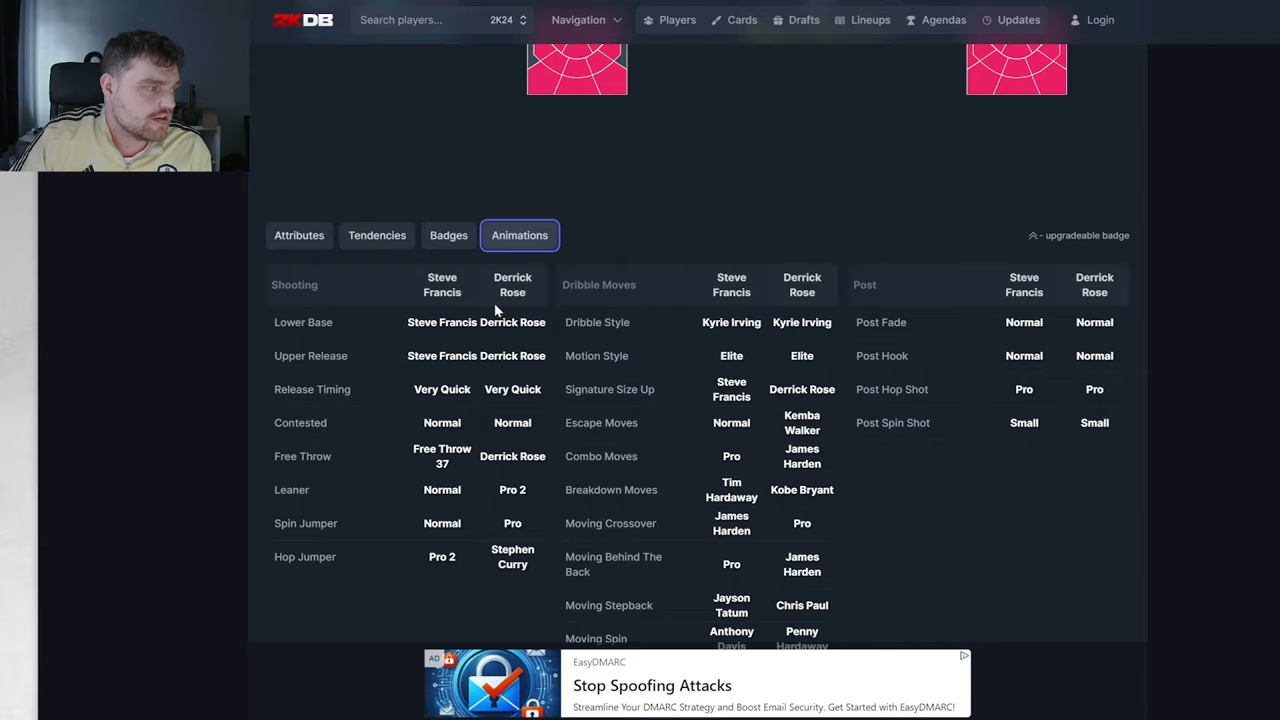 2KDB
Search players...
2K24
Navigation
Players
Cards
Drafts
Lineups
Agendas
Updates
Login
Attributes
Tendencies
Badges
Animations
- upgradeable badge
Shooting
Steve Francis
Derrick Rose
Lower Base Steve Francis Derrick Rose
Upper Release Steve Francis Derrick Rose
Release Timing Very Quick Very Quick
Contested Normal Normal
Free Throw Free Throw 37 Derrick Rose
Leaner Normal Pro 2
Spin Jumper Normal Pro
Hop Jumper Pro 2 Stephen Curry
Dribble Moves
Steve Francis
Derrick Rose
Dribble Style Kyrie Irving Kyrie Irving
Motion Style Elite Elite
Signature Size Up Steve Francis Derrick Rose
Escape Moves Normal Kemba Walker
Combo Moves Pro James Harden
Breakdown Moves Tim Hardaway Kobe Bryant
Moving Crossover James Harden Pro
Moving Behind The Back Pro James Harden
Moving Stepback Jayson Tatum Chris Paul
Moving Spin Anthony Davis Penny Hardaway
Post
Steve Francis
Derrick Rose
Post Fade Normal Normal
Post Hook Normal Normal
Post Hop Shot Pro Pro
Post Spin Shot Small Small
AD
EasyDMARC
Stop Spoofing Attacks
Streamline Your DMARC Strategy and Boost Email Security. Get Started with EasyDMARC!